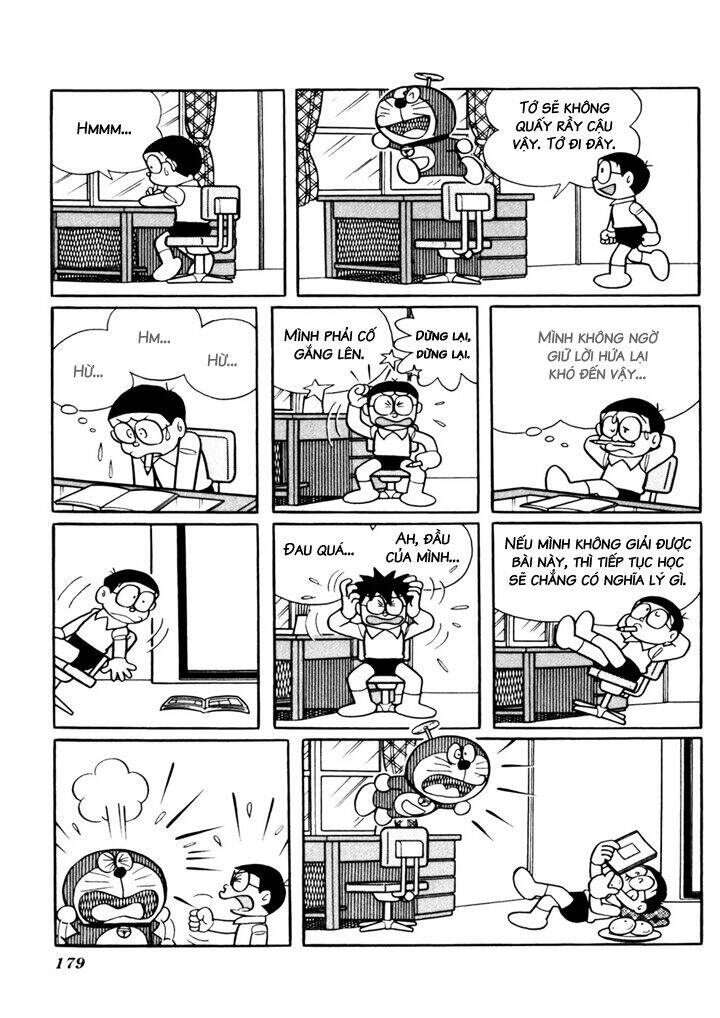 Hmmm...
TỚ SẼ KHÔNG
QUẤY RẦY CẬU
VẬY. TỚ ĐI ĐÂY.
HỪ...
HM...
HỪ...
MÌNH PHẢI CỐ
GẮNG LÊN.
DỪNG LẠI,
DỪNG LẠI.
MÌNH KHÔNG NGỜ
GIỮ LỜI HỨA LẠI
KHÓ ĐẾN VẬY...
ĐAU QUÁ...
AH, ĐẦU
CỦA MÌNH...
NẾU MÌNH KHÔNG GIẢI ĐƯỢC
BÀI NÀY, THÌ TIẾP TỤC HỌC
SẼ CHẲNG CÓ NGHĨA LÝ GÌ.
179